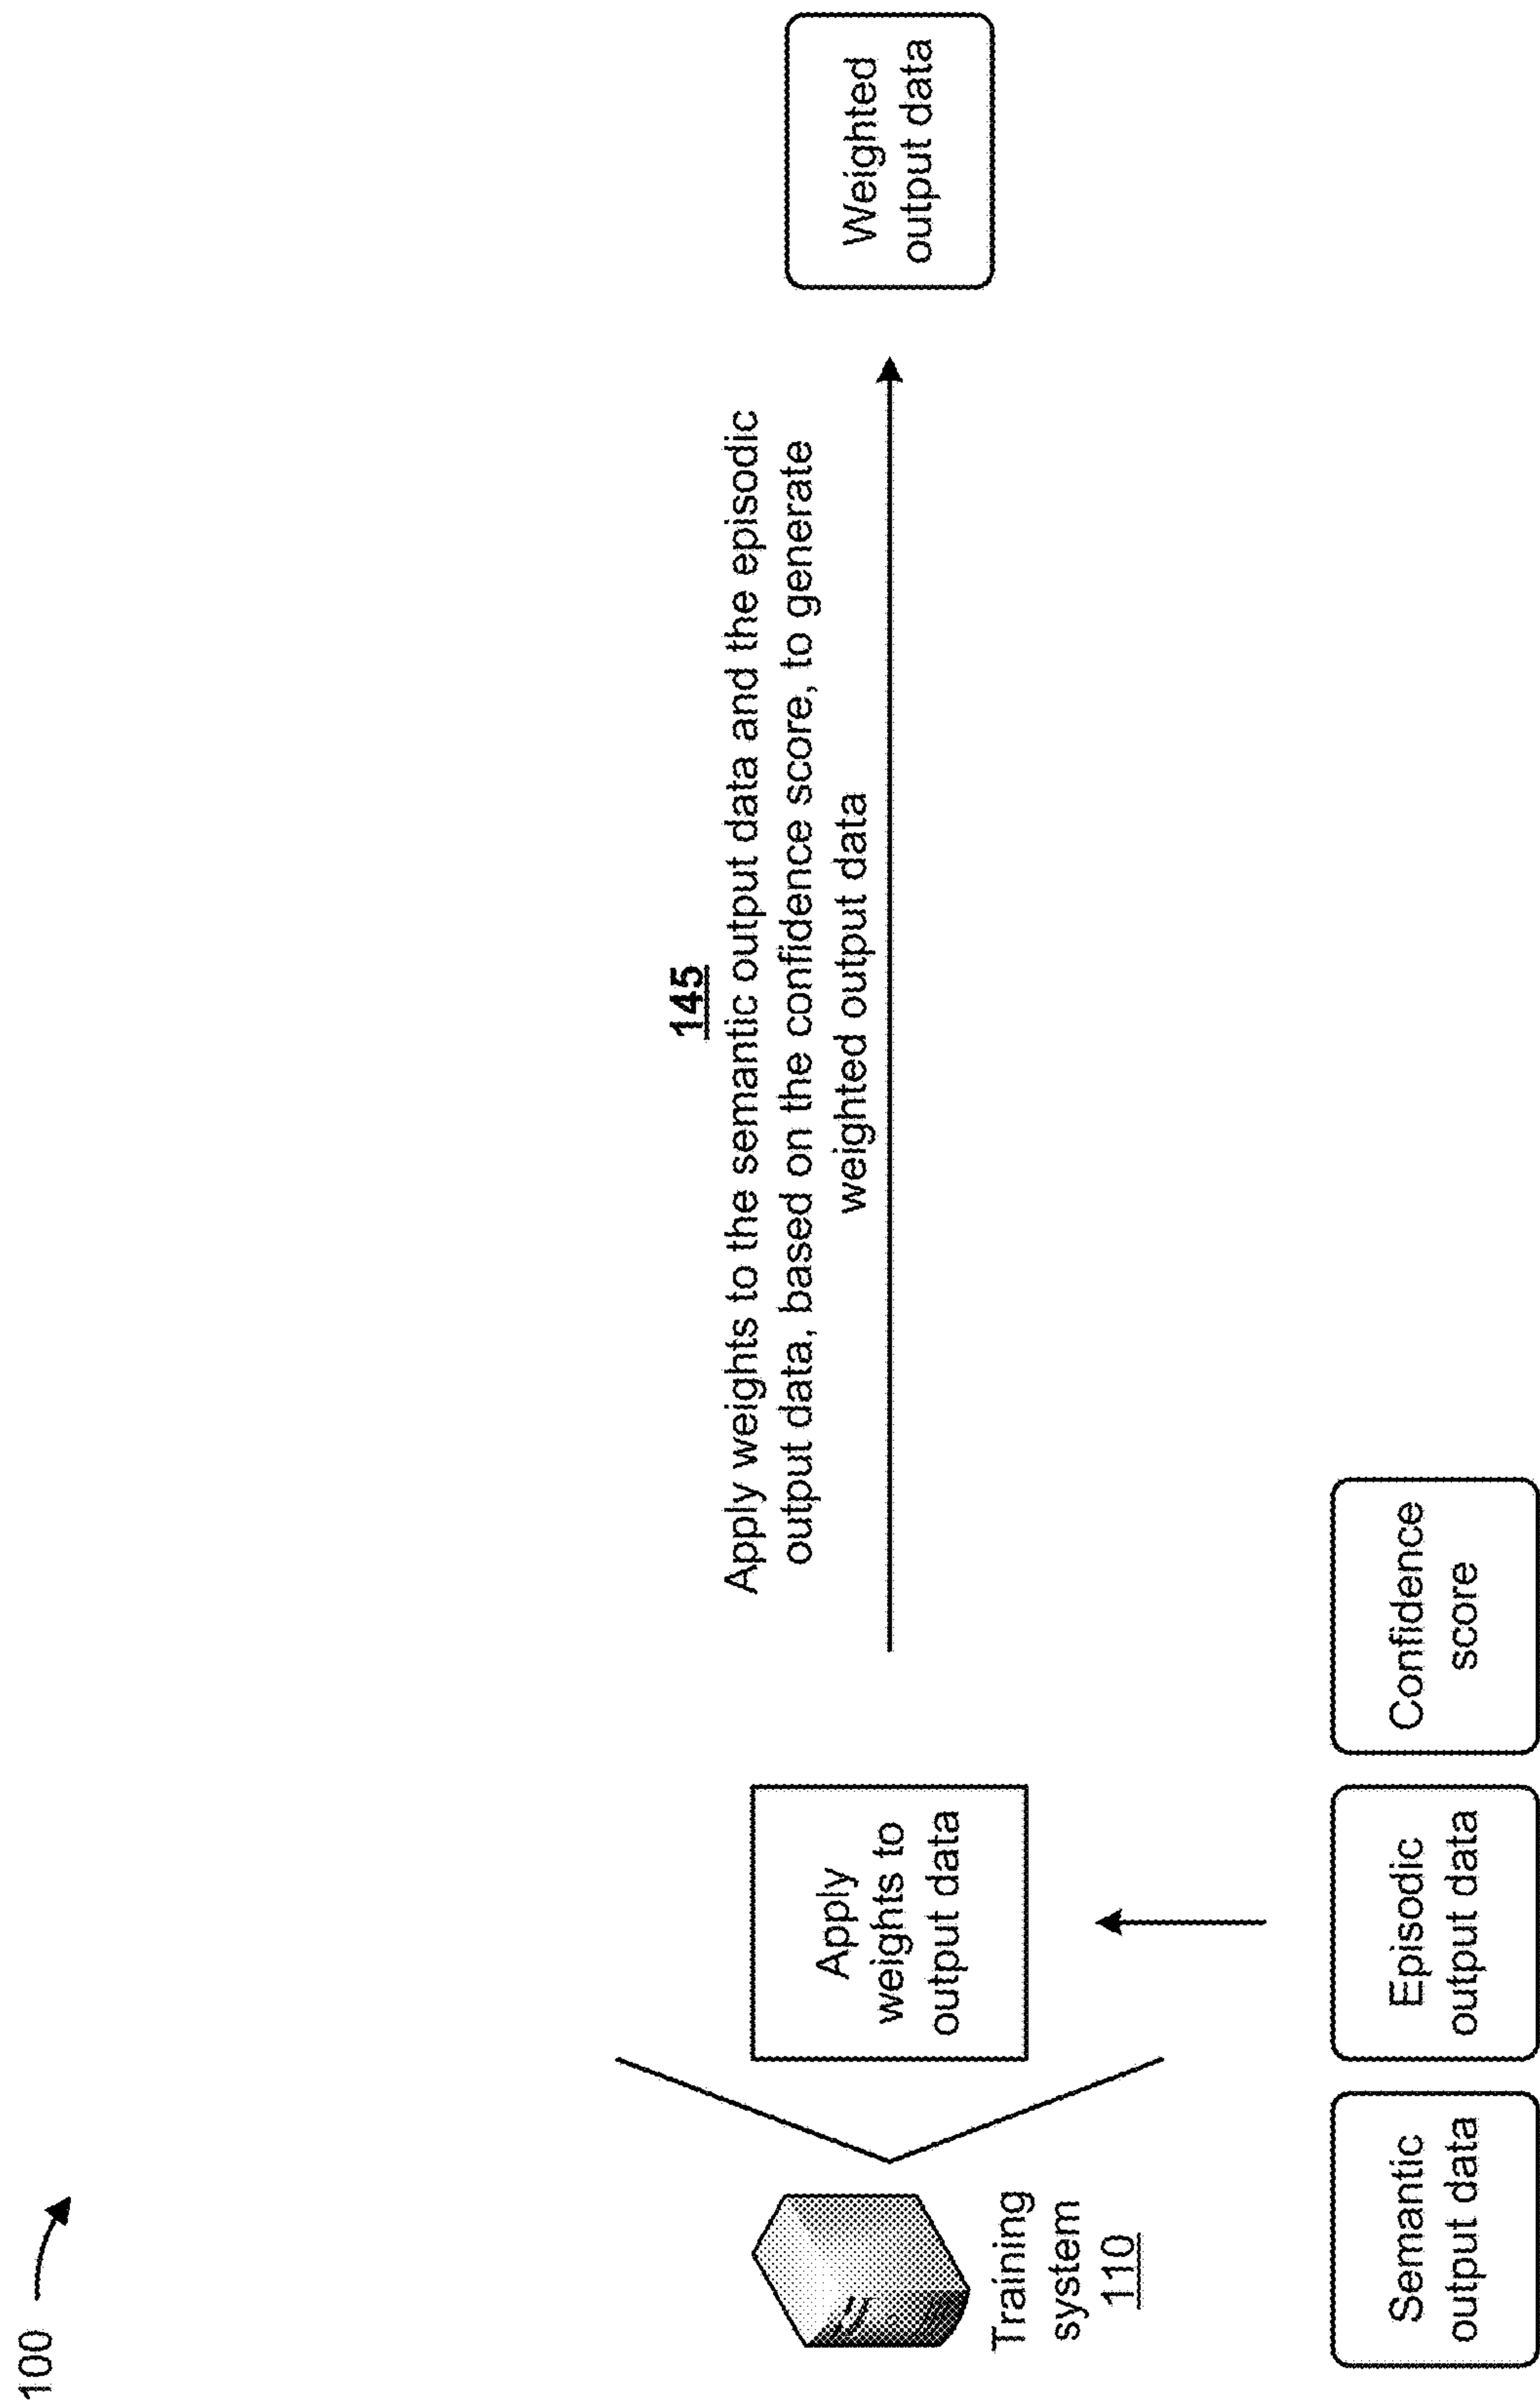 100
145
Apply weights to the semantic output data and the episodic
output data, based on the confidence score, to generate
weighted output data
Weighted
output data
Apply
weights to
output data
Training
system
110
Semantic
output data
Episodic
output data
Confidence
score